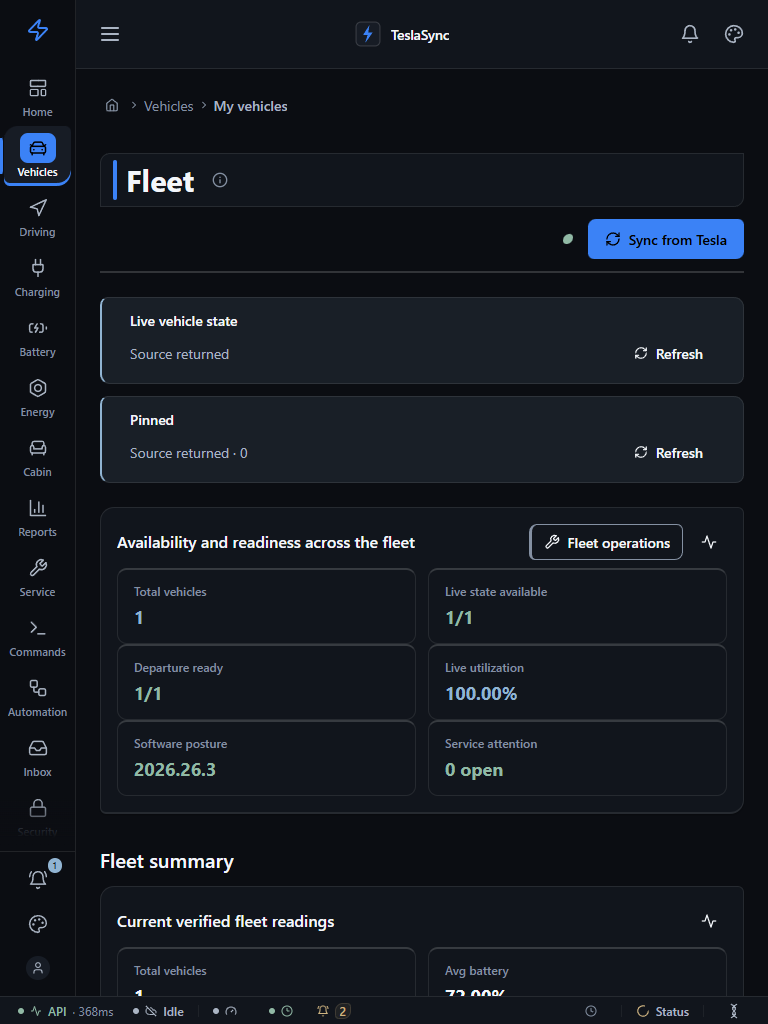 TeslaSync
Home
Vehicles
Driving
Charging
Battery
Energy
Cabin
Reports
Service
Commands
Automation
Inbox
Security
1
Vehicles
My vehicles
Fleet
Sync from Tesla
Live vehicle state
Source returned
Refresh
Pinned
Source returned · 0
Refresh
Availability and readiness across the fleet
Fleet operations
Total vehicles
1
Live state available
1/1
Departure ready
1/1
Live utilization
100.00%
Software posture
2026.26.3
Service attention
0 open
Fleet summary
Current verified fleet readings
Total vehicles
1
Avg battery
72.00%
API · 368ms
Idle
2
Status